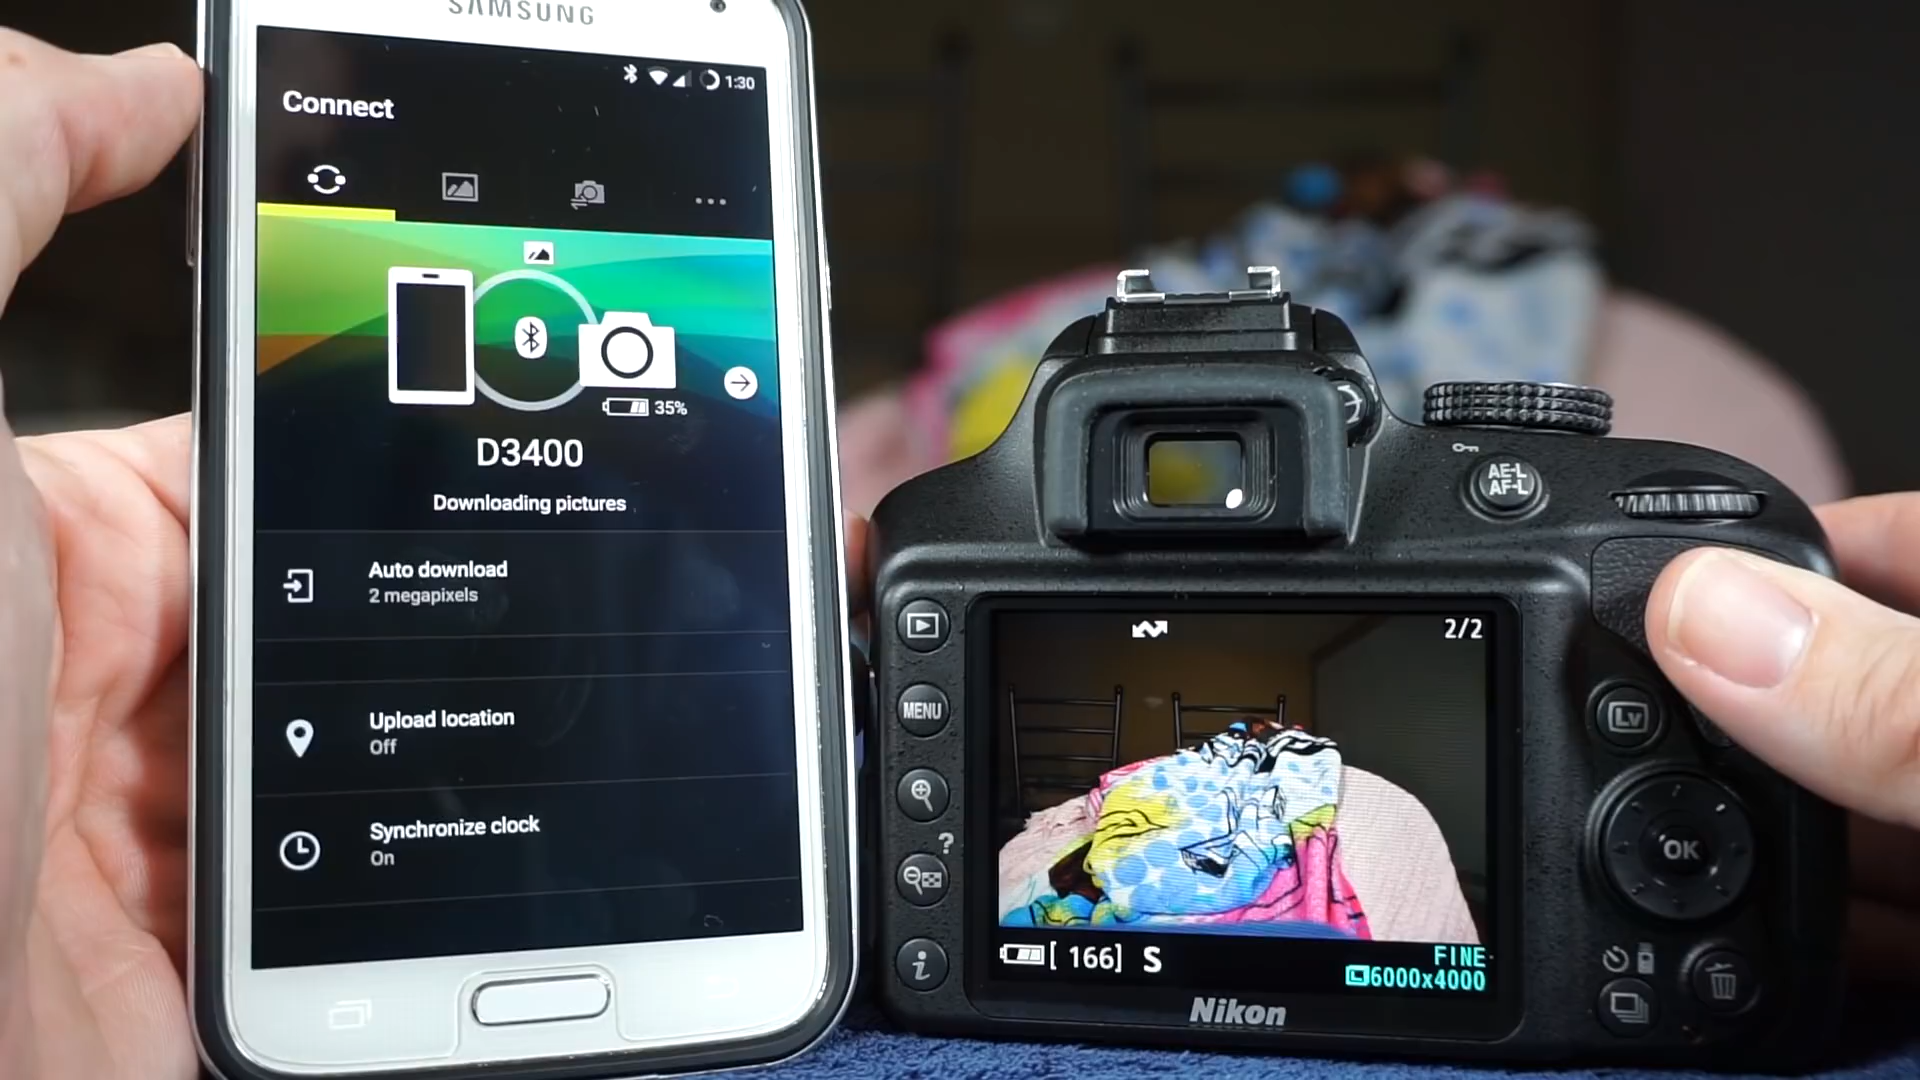 SAMSUNG
1:30
Connect
35%
D3400
Downloading pictures
Auto download
2 megapixels
Upload location
Off
Synchronize clock
On
AE-L
AF-L
MENU
?
i
2/2
[ 166] S
FINE
L 6000x4000
Nikon
Lv
OK